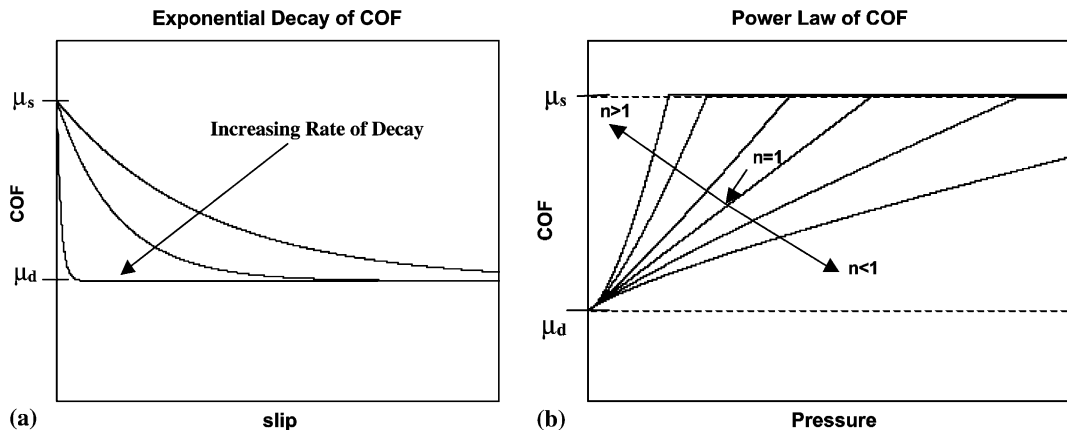 Exponential Decay of COF
μs
Increasing Rate of Decay
COF
μd
(a)
slip
Power Law of COF
μs
n>1
n=1
COF
n<1
μd
(b)
Pressure